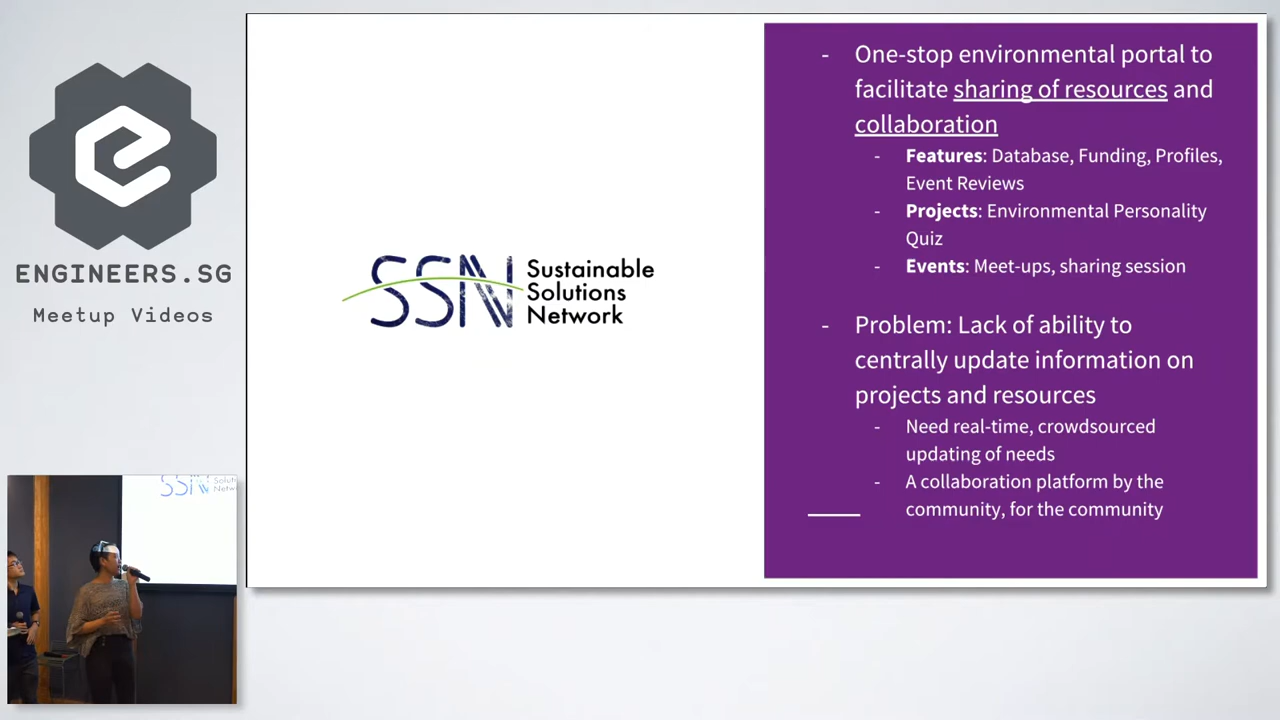 ENGINEERS.SG
Meetup Videos
SSN
Sustainable
Solutions
Network
- One-stop environmental portal to
facilitate sharing of resources and
collaboration
- Features: Database, Funding, Profiles,
Event Reviews
- Projects: Environmental Personality
Quiz
- Events: Meet-ups, sharing session
- Problem: Lack of ability to
centrally update information on
projects and resources
- Need real-time, crowdsourced
updating of needs
- A collaboration platform by the
community, for the community
SSN